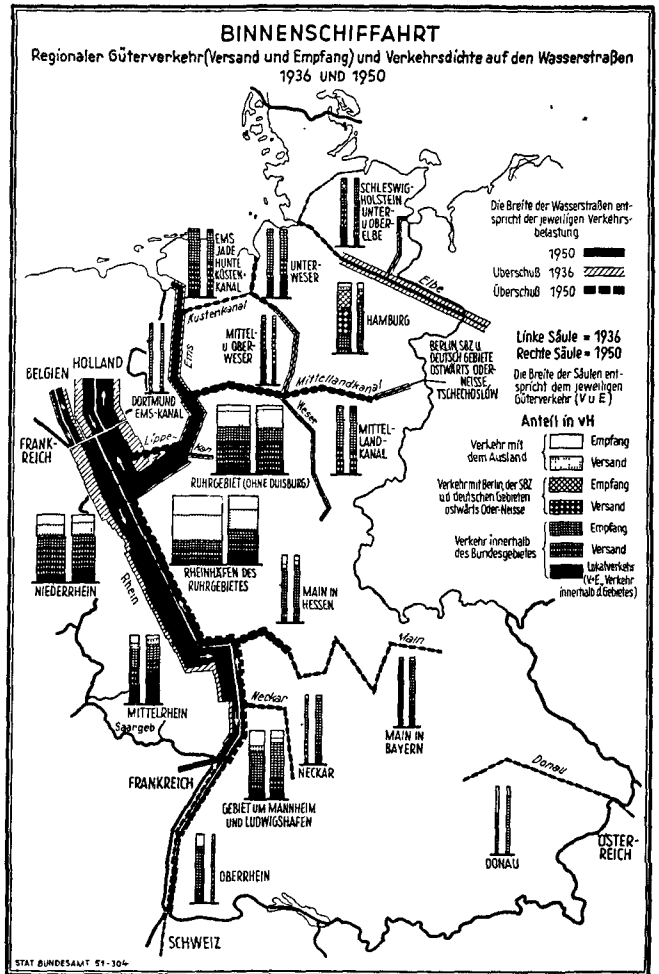 BINNENSCHIFFAHRT
Regionaler Güterverkehr (Versand und Empfang) und Verkehrsdichte auf den Wasserstraßen
1936 UND 1950
SCHLESWIG-
HOLSTEIN
UNTER-
U OBER-
ELBE
Die Breite der Wasserstraßen ent-
spricht der jeweiligen Verkehrs-
belastung
1950
Uberschuß 1936
Überschuß 1950
EMS
JADE
HUNTE
KÜSTEN-
KANAL
UNTER-
WESER
Elbe
Küstenkanal
Ems
MITTEL-
U OBER-
WESER
HAMBURG
BERLIN, SBZ U
DEUTSCH GEBIETE
OSTWÄRTS ODER-
NEISSE,
TSCHECHOSLOW
Linke Säule = 1936
Rechte Säule = 1950
Die Breite der Säulen ent-
spricht dem jeweiligen
Güterverkehr (V u E)
BELGIEN
HOLLAND
DORTMUND
EMS-KANAL
Mittellandkanal
Weser
MITTEL-
LAND-
KANAL
FRANK-
REICH
Lippe-
Kan
RUHRGEBIET (OHNE DUISBURG)
Anteil in vH
Verkehr mit
dem Ausland
Empfang
Versand
Verkehr mit Berlin, der SBZ
u d deutschen Gebieten
ostwärts Oder-Neisse
Empfang
Versand
Verkehr innerhalb
des Bundesgebietes
Empfang
Versand
Lokalverkehr
(V+E, Verkehr
innerhalb d. Gebietes)
NIEDERRHEIN
Rhein
RHEINHÄFEN DES
RUHRGEBIETES
MAIN IN
HESSEN
Main
MITTELRHEIN
Saargeb
Neckar
MAIN IN
BAYERN
NECKAR
FRANKREICH
GEBIET UM MANNHEIM
UND LUDWIGSHAFEN
Donau
DONAU
ÖSTER-
REICH
OBERRHEIN
SCHWEIZ
STAT BUNDESAMT 51-304